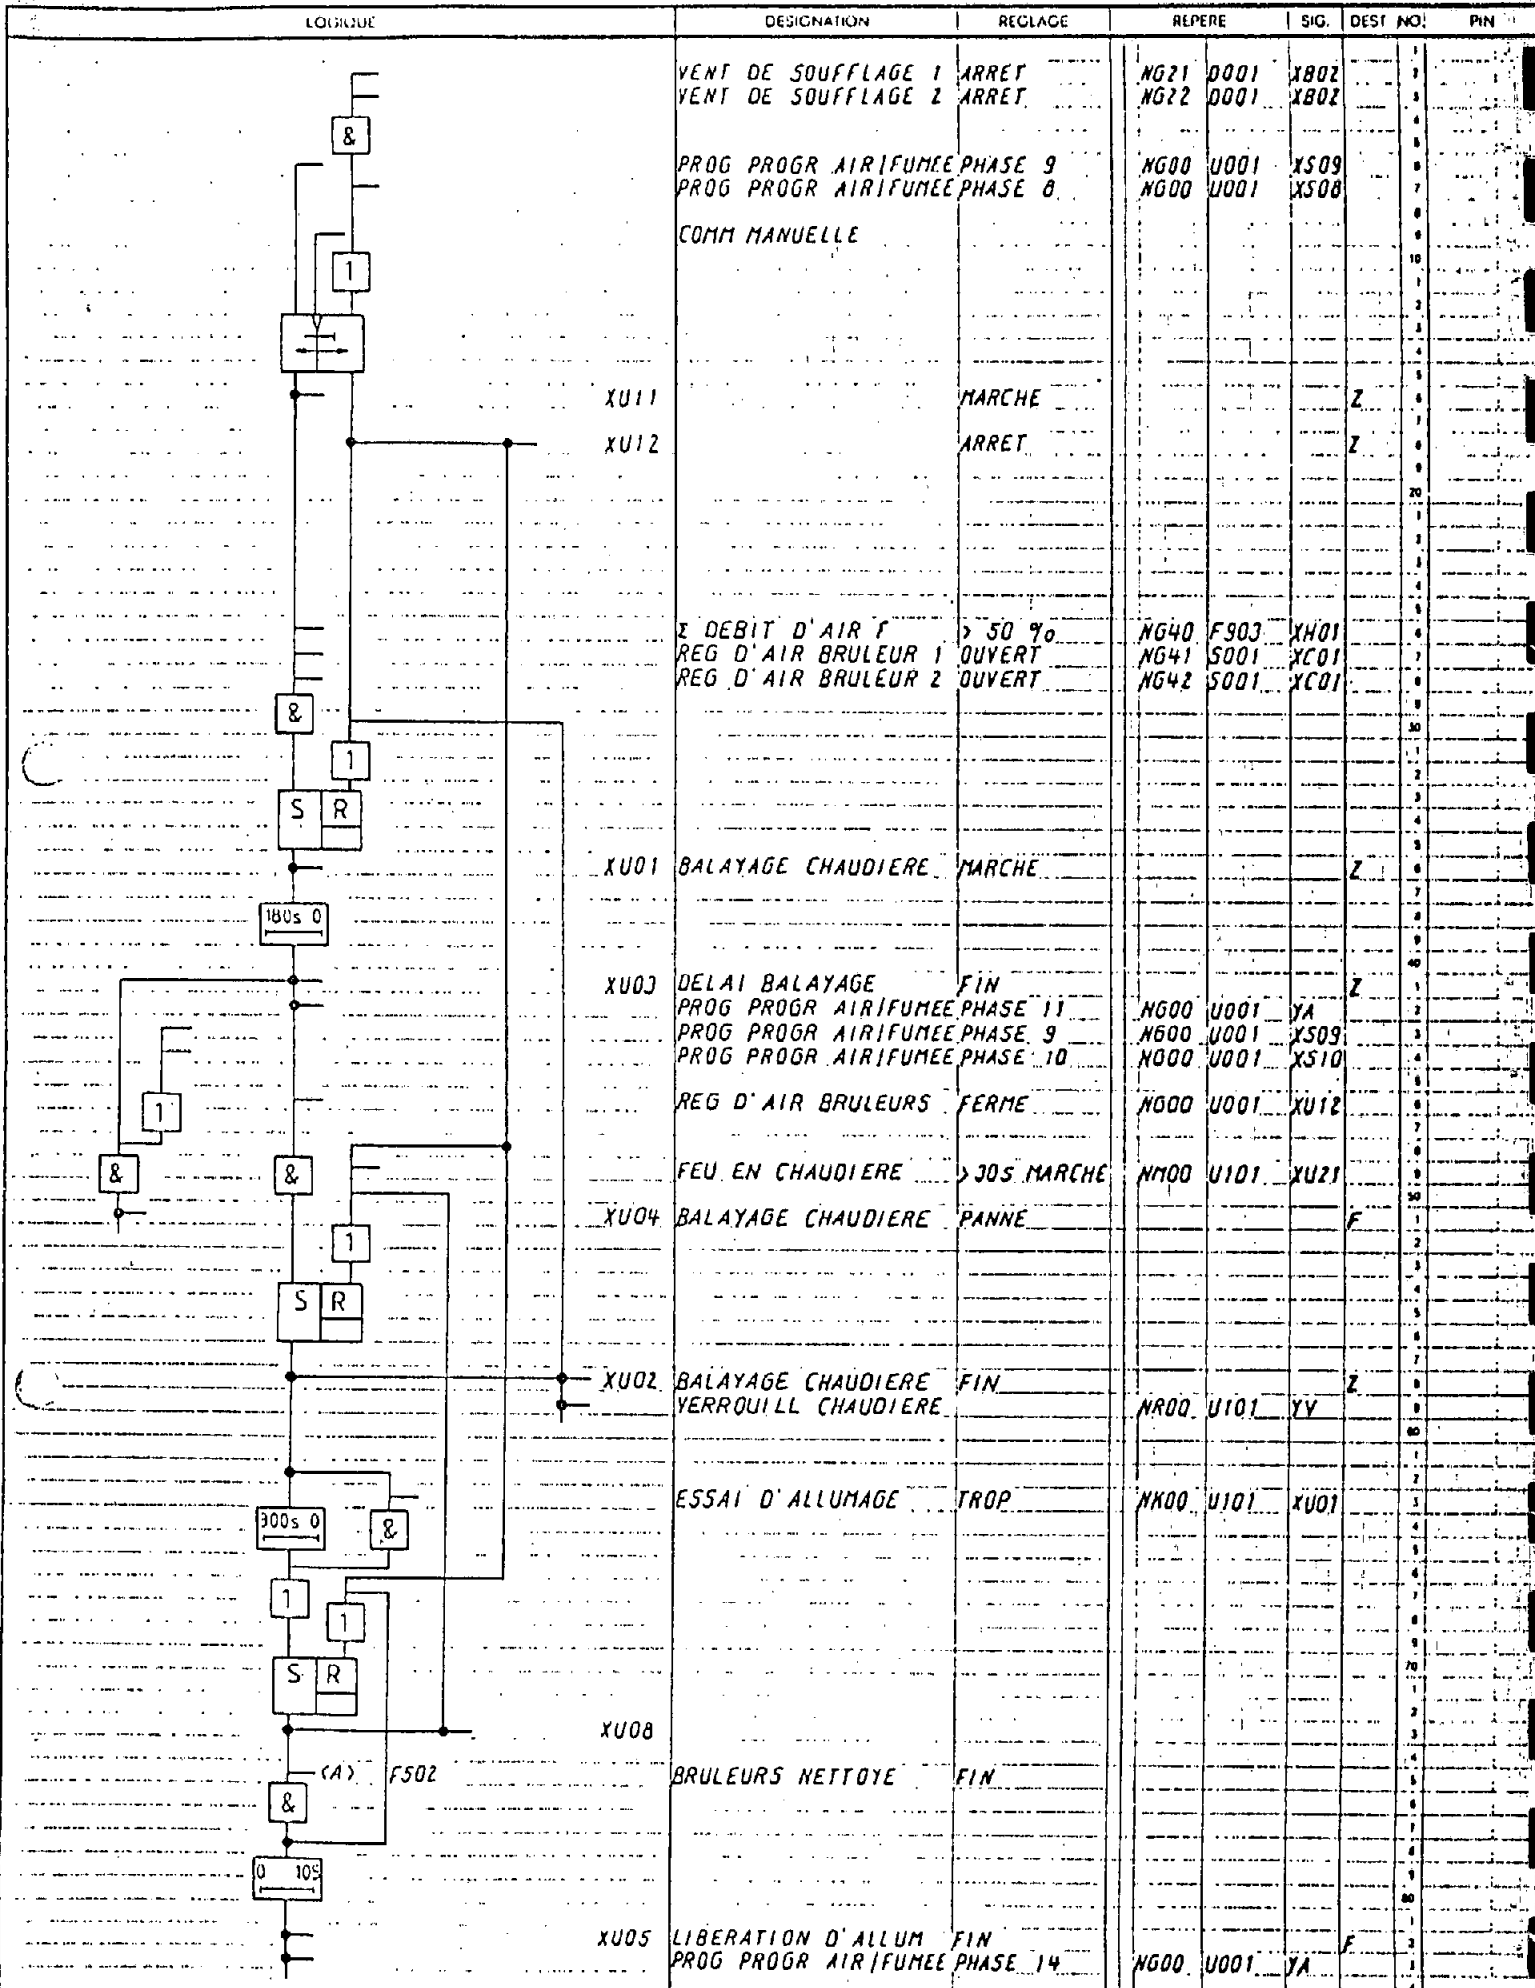 LOGIQUE DESIGNATION REGLAGE REPERE SIG. DEST NO. PIN
VENT DE SOUFFLAGE 1 ARRET NG21 D001 XB02
VENT DE SOUFFLAGE 2 ARRET NG22 D001 XB02
&
PROG PROGR AIR/FUMEE PHASE 9 NG00 U001 XS09
PROG PROGR AIR/FUMEE PHASE 8 NG00 U001 XS08
COMM MANUELLE
1
XU11 MARCHE Z
XU12 ARRET Z
Σ DEBIT D'AIR F > 50 % NG40 F903 XH01
REG D'AIR BRULEUR 1 OUVERT NG41 S001 XC01
REG D'AIR BRULEUR 2 OUVERT NG42 S001 XC01
&
1
S R
XU01 BALAYAGE CHAUDIERE MARCHE Z
180s 0
XU03 DELAI BALAYAGE FIN Z
PROG PROGR AIR/FUMEE PHASE 11 NG00 U001 YA
PROG PROGR AIR/FUMEE PHASE 9 NG00 U001 XS09
PROG PROGR AIR/FUMEE PHASE 10 NG00 U001 XS10
1 REG D'AIR BRULEURS FERME NG00 U001 XU12
& & FEU EN CHAUDIERE >30S MARCHE NM00 U101 XU21
XU04 BALAYAGE CHAUDIERE PANNE F
1
S R
XU02 BALAYAGE CHAUDIERE FIN Z
VERROUILL CHAUDIERE NR00 U101 YV
ESSAI D'ALLUMAGE TROP NK00 U101 XU01
900s 0 &
1 1
S R
XU08
<A> F502 BRULEURS NETTOYE FIN
&
0 10S
XU05 LIBERATION D'ALLUM FIN F
PROG PROGR AIR/FUMEE PHASE 14 NG00 U001 YA